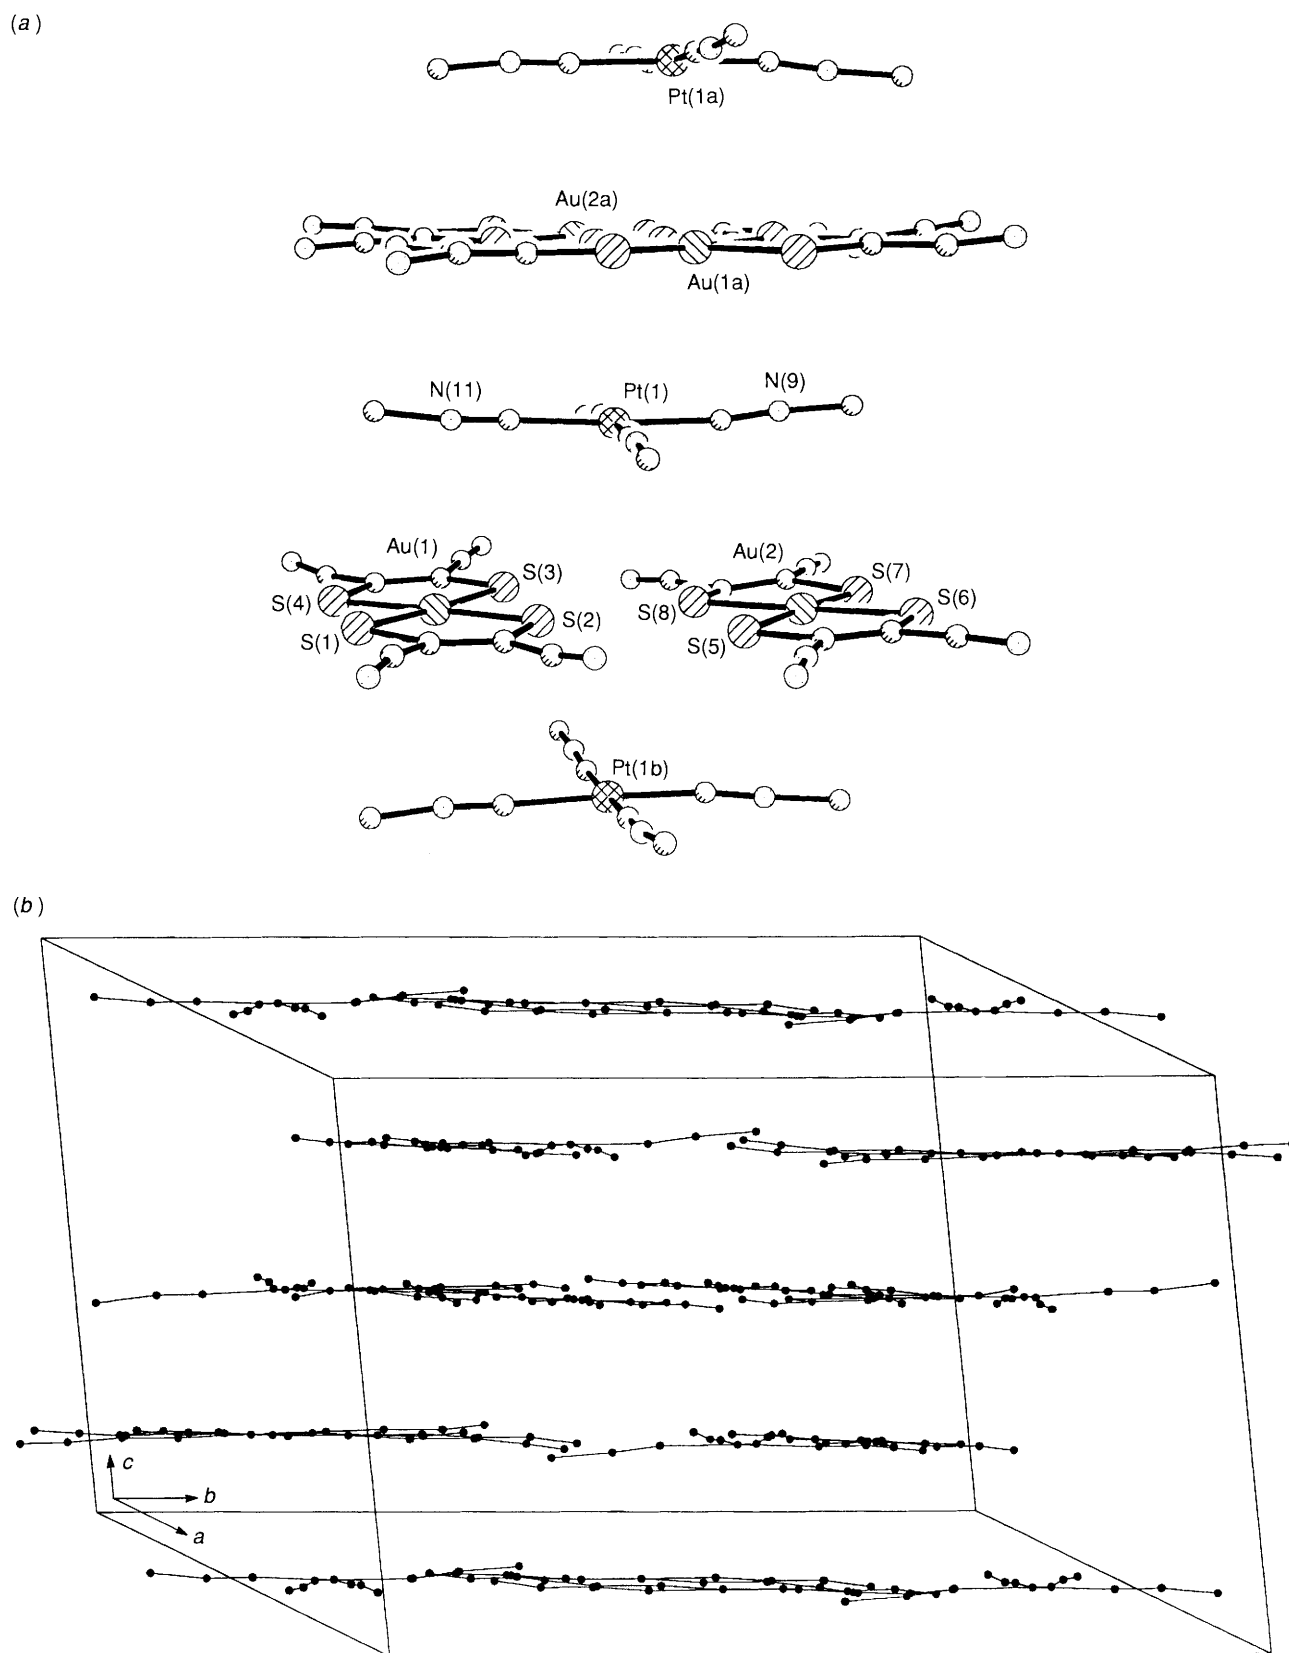 (a)
Pt(1a)
Au(2a)
Au(1a)
N(11)
Pt(1)
N(9)
Au(1)
S(3)
S(4)
S(1)
S(2)
Au(2)
S(7)
S(8)
S(6)
S(5)
Pt(1b)
(b)
c
b
a